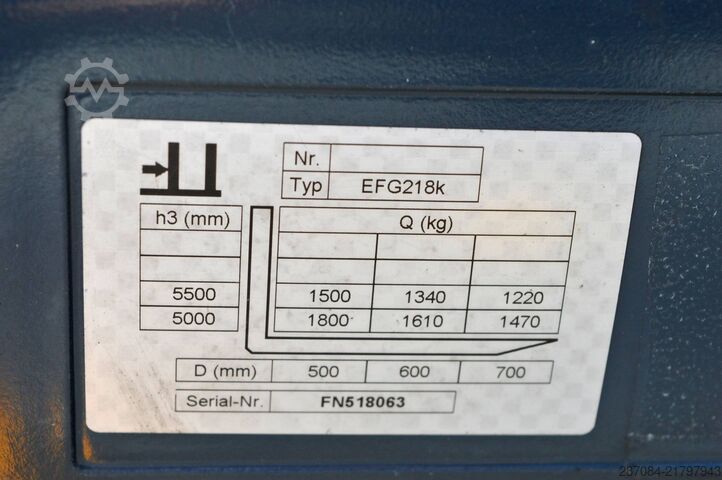 Nr.
Typ EFG218k
h3 (mm) Q (kg)
5500 1500 1340 1220
5000 1800 1610 1470
D (mm) 500 600 700
Serial-Nr. FN518063
237084-21797943